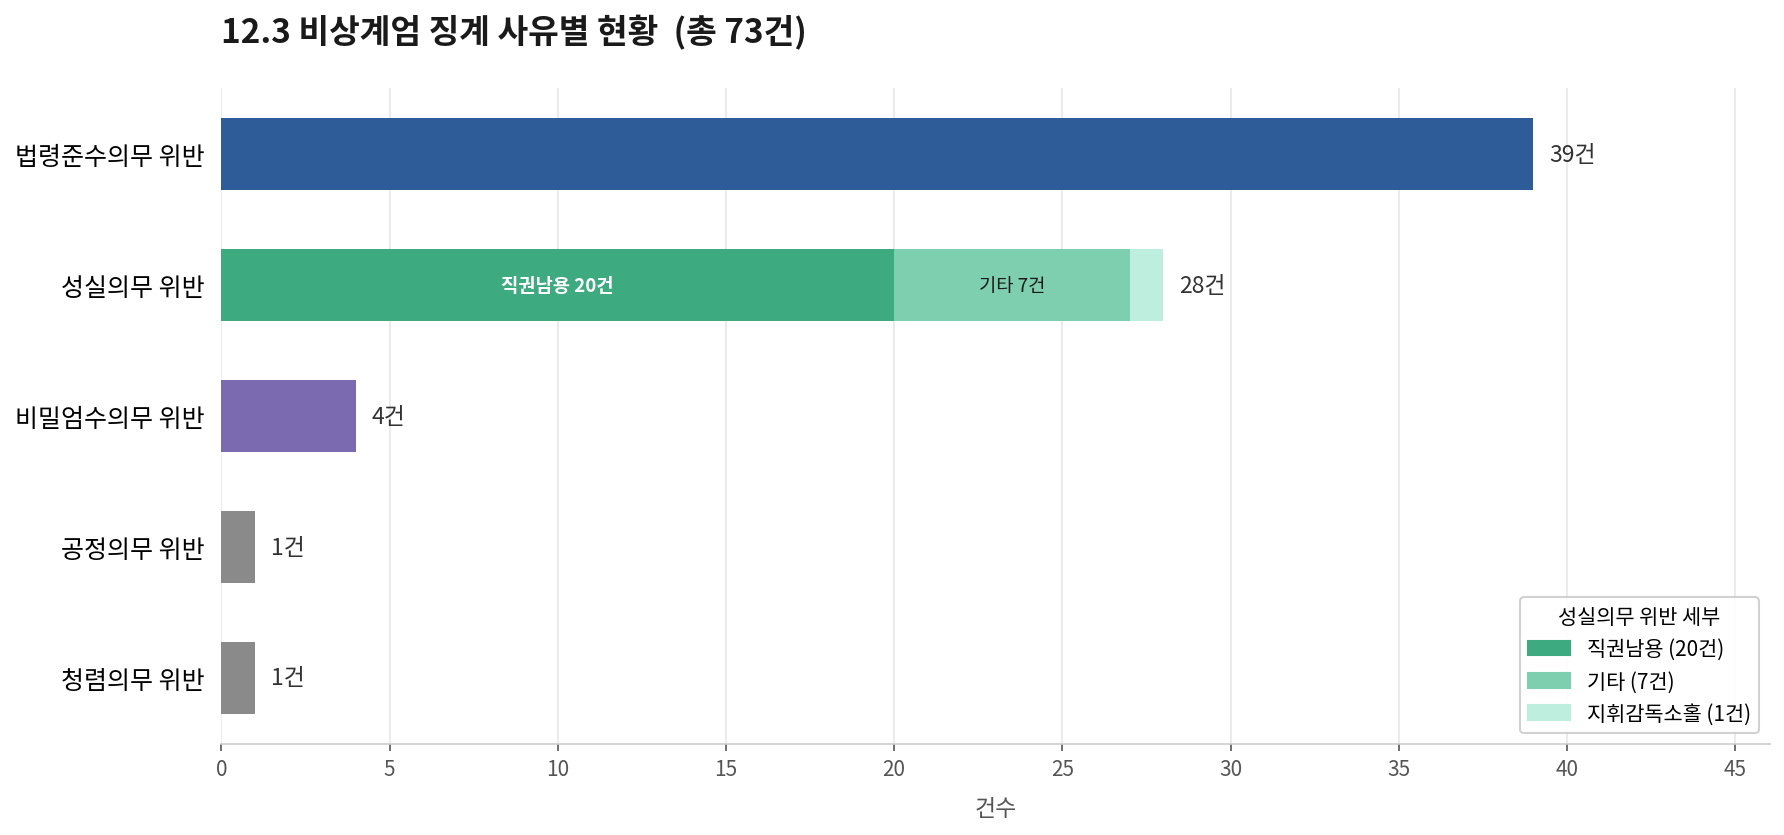 12.3 비상계엄 징계 사유별 현황 (총 73건)
법령준수의무 위반
39건
성실의무 위반
직권남용 20건
기타 7건
28건
비밀엄수의무 위반
4건
공정의무 위반
1건
청렴의무 위반
1건
성실의무 위반 세부
직권남용 (20건)
기타 (7건)
지휘감독소홀 (1건)
0 5 10 15 20 25 30 35 40 45
건수